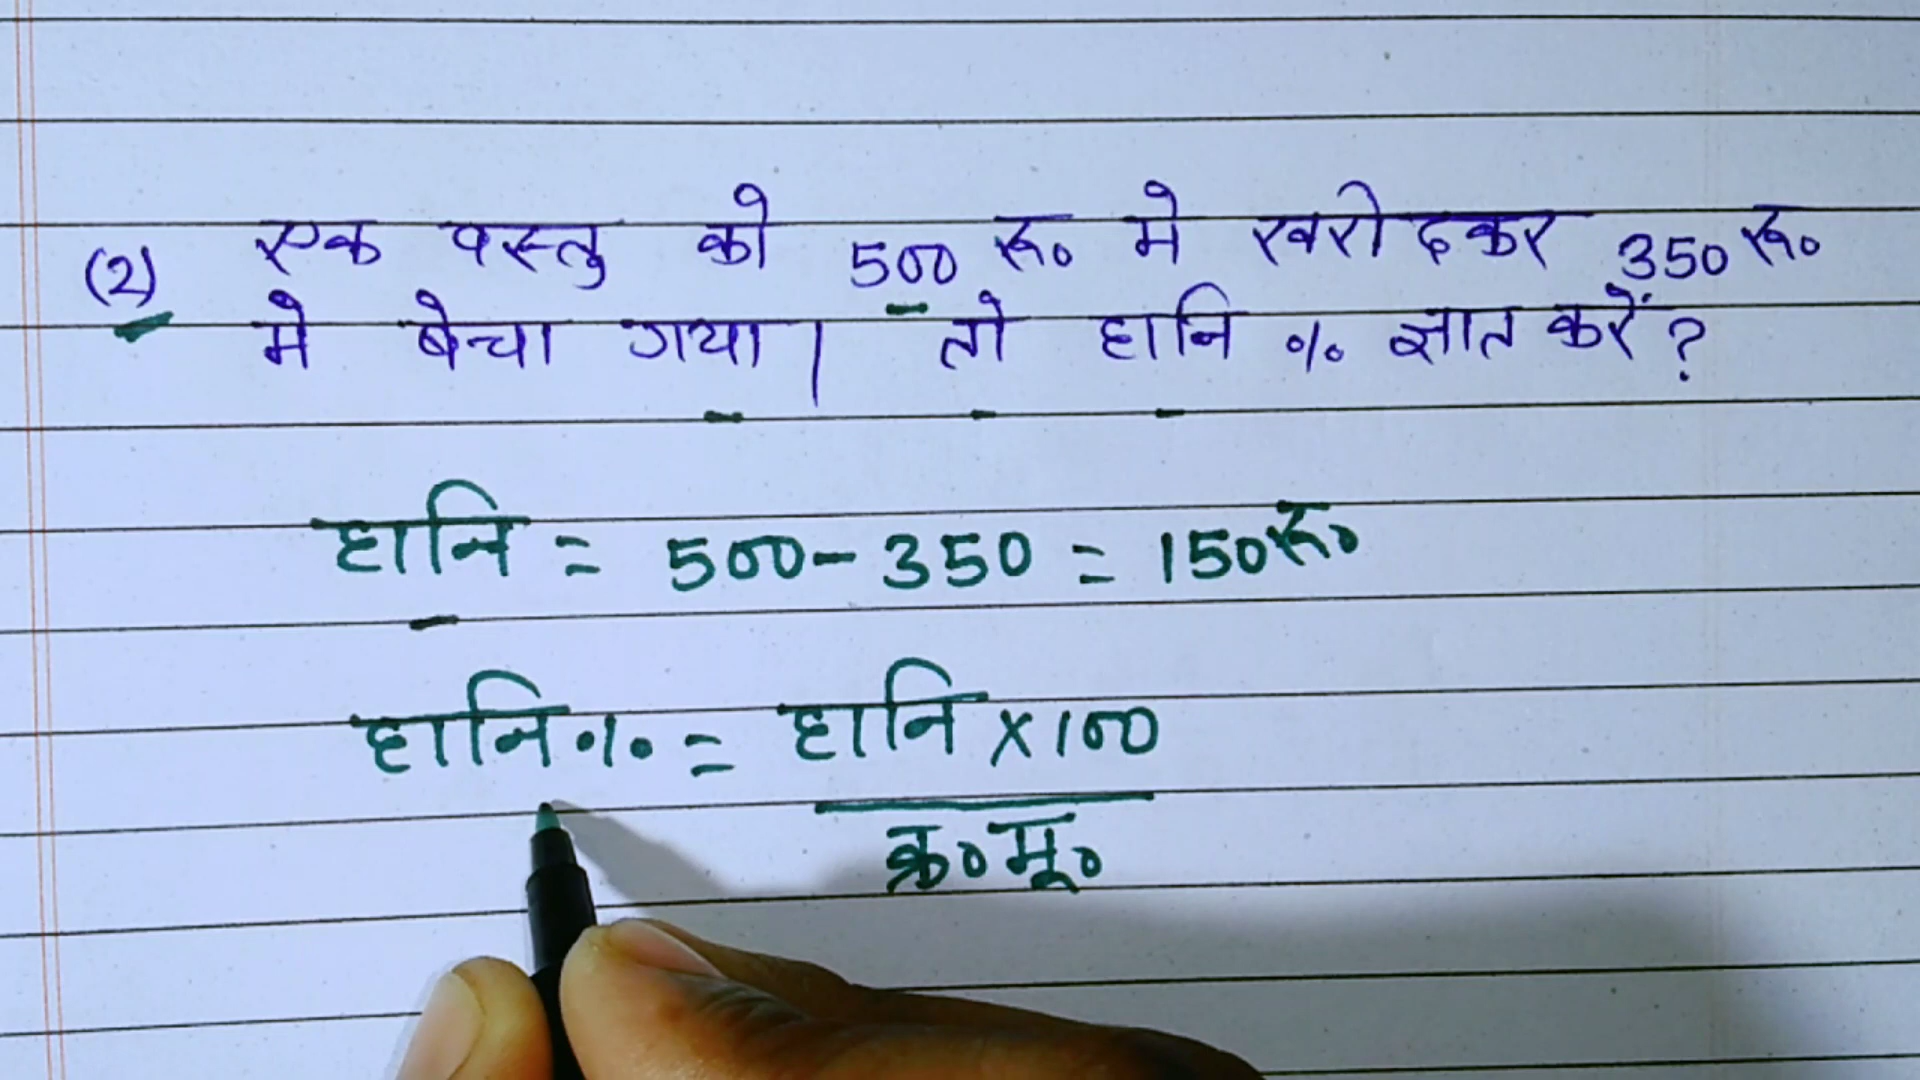 (2) एक वस्तु को 500 रू० मे खरीदकर 350 रू०
मे बेचा गया | तो हानि % ज्ञात करें ?
हानि = 500 - 350 = 150 रू०
हानि % = हानि × 100
क्र० मू०